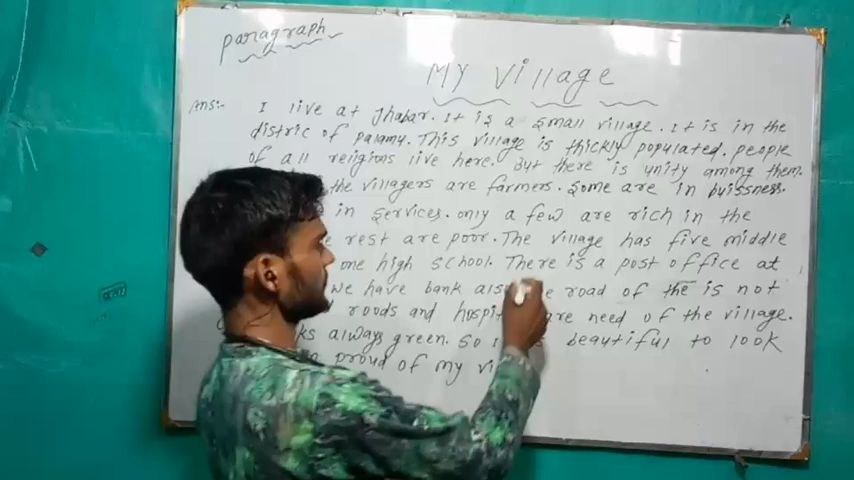 paragraph
My Village
Ans:- I live at Jhabar. It is a small village. It is in the
distric of palamu. This village is thickly populated. people
of all religions live here. But there is unity among them.
the villagers are farmers. some are in buissness.
in services. only a few are rich in the
rest are poor. The village has five middle
one high school. There is a post office at
we have bank also road of the is not
roods and are need of the village.
always green. So beautiful to look
proud of my